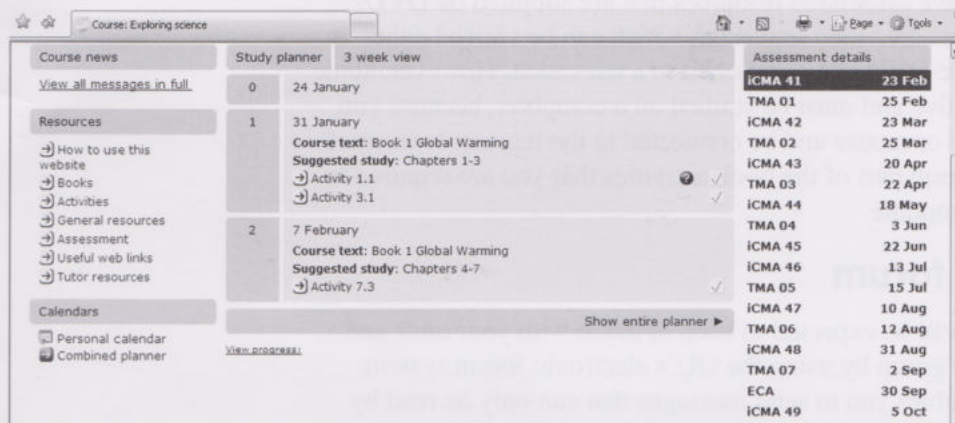 Course: Exploring science
Page
Tools
Course news
View all messages in full
Resources
How to use this
website
Books
Activities
General resources
Assessment
Useful web links
Tutor resources
Calendars
Personal calendar
Combined planner
Study planner
3 week view
0
24 January
1
31 January
Course text: Book 1 Global Warming
Suggested study: Chapters 1-3
Activity 1.1
Activity 3.1
2
7 February
Course text: Book 1 Global Warming
Suggested study: Chapters 4-7
Activity 7.3
Show entire planner
View progress:
Assessment details
iCMA 41 23 Feb
TMA 01 25 Feb
iCMA 42 23 Mar
TMA 02 25 Mar
iCMA 43 20 Apr
TMA 03 22 Apr
iCMA 44 18 May
TMA 04 3 Jun
iCMA 45 22 Jun
iCMA 46 13 Jul
TMA 05 15 Jul
iCMA 47 10 Aug
TMA 06 12 Aug
iCMA 48 31 Aug
TMA 07 2 Sep
ECA 30 Sep
iCMA 49 5 Oct